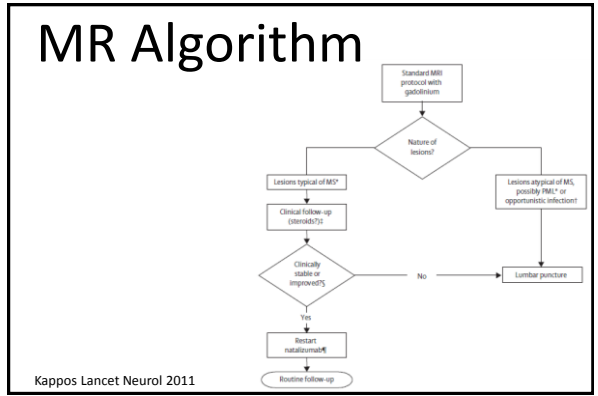 MR Algorithm
Standard MRI
protocol with
gadolinium
Nature of
lesions?
Lesions typical of MS*
Lesions atypical of MS,
possibly PML* or
opportunistic infection†
Clinical follow-up
(steroids?)‡
Clinically
stable or
improved?§
No
Lumbar puncture
Yes
Restart
natalizumab¶
Routine follow-up
Kappos Lancet Neurol 2011